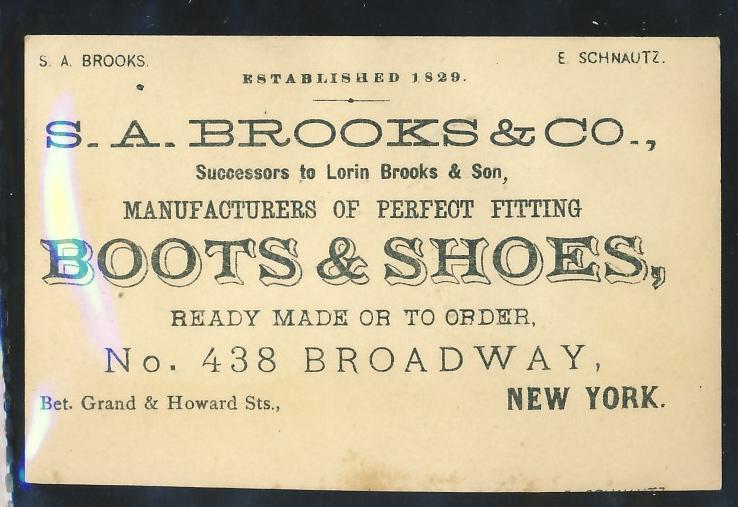 S. A. BROOKS. E. SCHNAUTZ.
ESTABLISHED 1829.
S. A. BROOKS & CO.,
Successors to Lorin Brooks & Son,
MANUFACTURERS OF PERFECT FITTING
BOOTS & SHOES,
READY MADE OR TO ORDER,
No. 438 BROADWAY,
Bet. Grand & Howard Sts., NEW YORK.